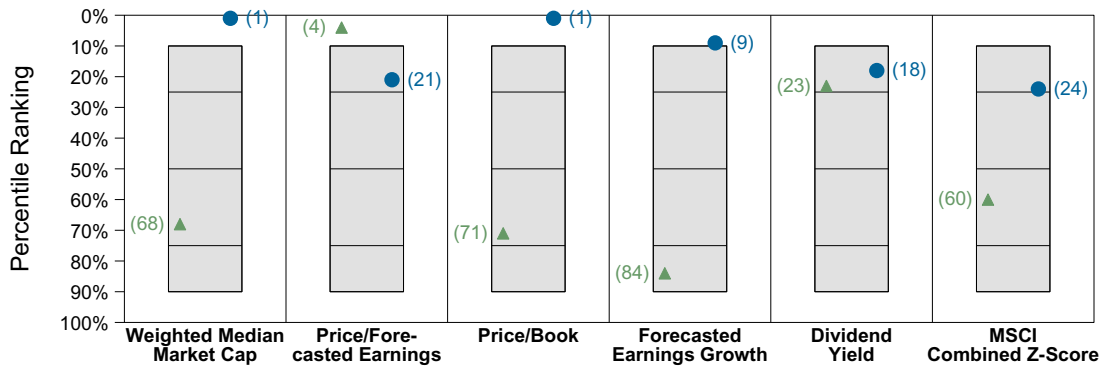 Percentile Ranking
0%
10%
20%
30%
40%
50%
60%
70%
80%
90%
100%
(1)
(68)
(4)
(21)
(1)
(71)
(9)
(84)
(18)
(23)
(24)
(60)
Weighted Median
Market Cap
Price/Fore-
casted Earnings
Price/Book
Forecasted
Earnings Growth
Dividend
Yield
MSCI
Combined Z-Score